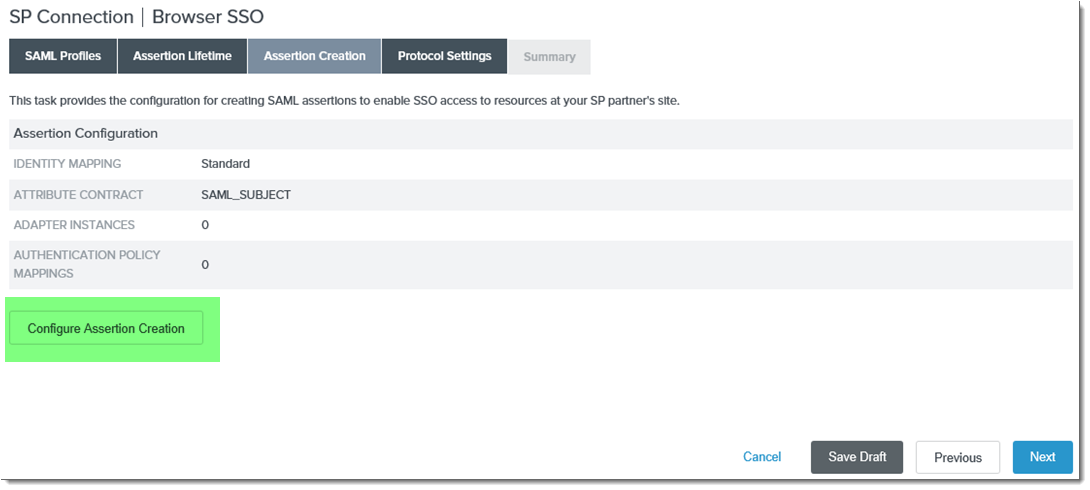 SP Connection | Browser SSO
SAML Profiles Assertion Lifetime Assertion Creation Protocol Settings Summary
This task provides the configuration for creating SAML assertions to enable SSO access to resources at your SP partner's site.
Assertion Configuration
IDENTITY MAPPING Standard
ATTRIBUTE CONTRACT SAML_SUBJECT
ADAPTER INSTANCES 0
AUTHENTICATION POLICY
MAPPINGS 0
Configure Assertion Creation
Cancel Save Draft Previous Next